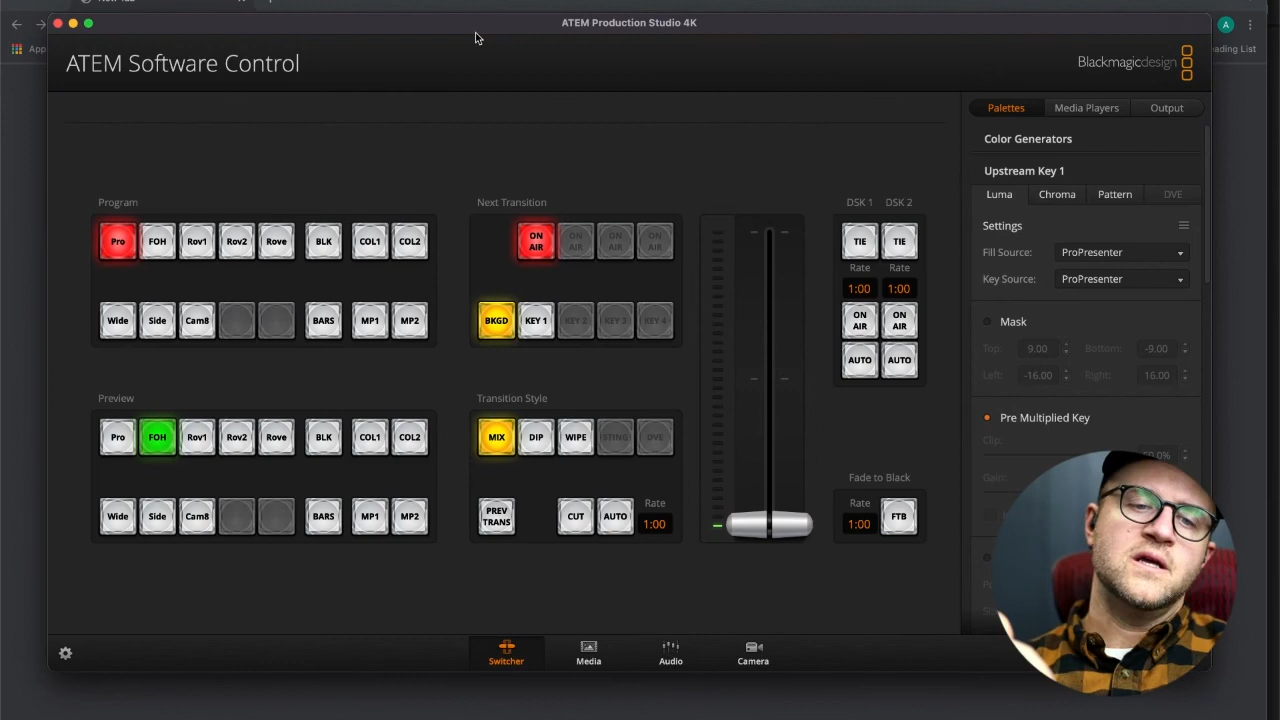 ATEM Production Studio 4K
A
App
ading List
ATEM Software Control
Blackmagicdesign
Palettes Media Players Output
Color Generators
Upstream Key 1
Luma Chroma Pattern DVE
Settings
Fill Source: ProPresenter
Key Source: ProPresenter
Mask
Top: 9.00 Bottom: -9.00
Left: -16.00 Right: 16.00
Pre Multiplied Key
Clip:
50.0%
Gain:
Program
Pro FOH Rov1 Rov2 Rove BLK COL1 COL2
Wide Side Cam8 BARS MP1 MP2
Next Transition
ON AIR ON AIR ON AIR ON AIR
BKGD KEY 1 KEY 2 KEY 3 KEY 4
DSK 1 DSK 2
TIE TIE
Rate Rate
1:00 1:00
ON AIR ON AIR
AUTO AUTO
Preview
Pro FOH Rov1 Rov2 Rove BLK COL1 COL2
Wide Side Cam8 BARS MP1 MP2
Transition Style
MIX DIP WIPE STING DVE
Rate
PREV TRANS CUT AUTO 1:00
Fade to Black
Rate
1:00 FTB
Switcher Media Audio Camera